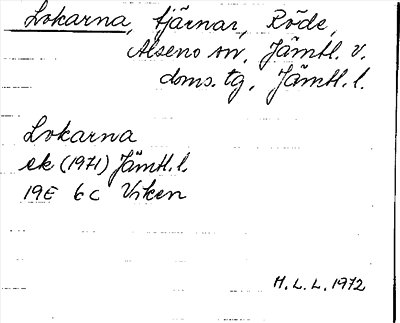 Lokarna, tjärnar, Röde,
Alseno sn, Jämtl. v.
doms. tg, Jämtl. l.
Lokarna
ek (1971) Jämtl. l.
19E 6c Viken
H.L.L. 1972